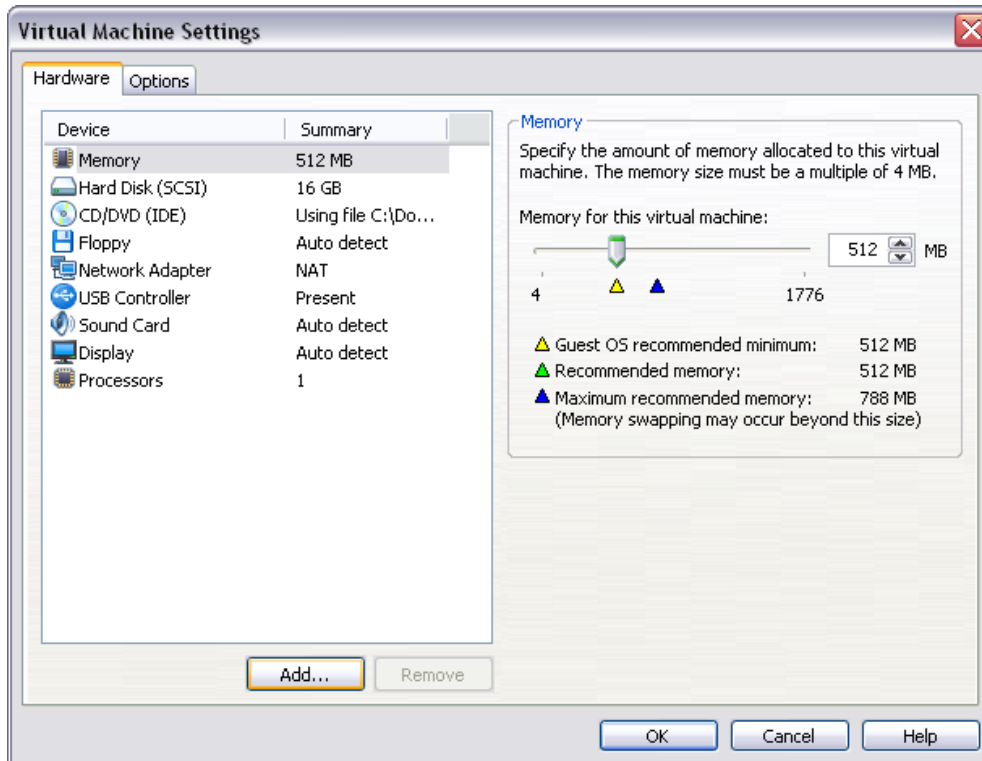 Virtual Machine Settings
Hardware Options
Device Summary
Memory 512 MB
Hard Disk (SCSI) 16 GB
CD/DVD (IDE) Using file C:\Do...
Floppy Auto detect
Network Adapter NAT
USB Controller Present
Sound Card Auto detect
Display Auto detect
Processors 1
Add... Remove
Memory
Specify the amount of memory allocated to this virtual
machine. The memory size must be a multiple of 4 MB.
Memory for this virtual machine:
512 MB
4 1776
Guest OS recommended minimum: 512 MB
Recommended memory: 512 MB
Maximum recommended memory: 788 MB
(Memory swapping may occur beyond this size)
OK Cancel Help